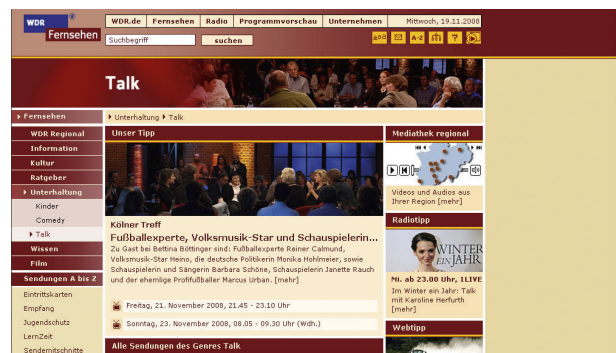 WDR
Fernsehen
WDR.de Fernsehen Radio Programmvorschau Unternehmen Mittwoch, 19.11.2008
Suchbegriff suchen
aaa A-Z ?
Talk
Fernsehen
Unterhaltung Talk
WDR Regional
Information
Kultur
Ratgeber
Unterhaltung
Kinder
Comedy
Talk
Wissen
Film
Sendungen A bis Z
Eintrittskarten
Empfang
Jugendschutz
LernZeit
Sendemitschnitte
Unser Tipp
Kölner Treff
Fußballexperte, Volksmusik-Star und Schauspielerin...
Zu Gast bei Bettina Böttinger sind: Fußballexperte Reiner Calmund,
Volksmusik-Star Heino, die deutsche Politikerin Monika Hohlmeier, sowie
Schauspielerin und Sängerin Barbara Schöne, Schauspielerin Janette Rauch
und der ehemlige Profifußballer Marcus Urban. [mehr]
Freitag, 21. November 2008, 21.45 - 23.10 Uhr
Sonntag, 23. November 2008, 08.05 - 09.30 Uhr (Wdh.)
Alle Sendungen des Genres Talk
Mediathek regional
Videos und Audios aus
Ihrer Region [mehr]
Radiotipp
WINTER
EIN JAHR
Mi. ab 23.00 Uhr, 1LIVE
Im Winter ein Jahr: Talk
mit Karoline Herfurth
[mehr]
Webtipp